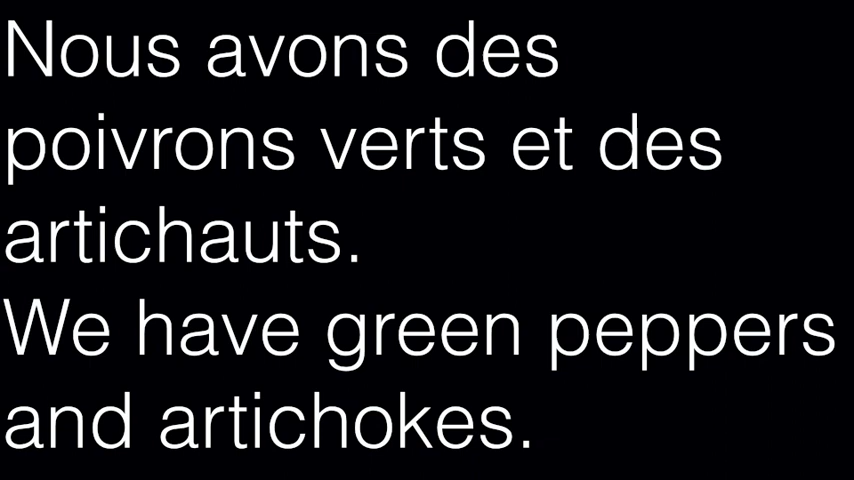 Nous avons des
poivrons verts et des
artichauts.
We have green peppers
and artichokes.